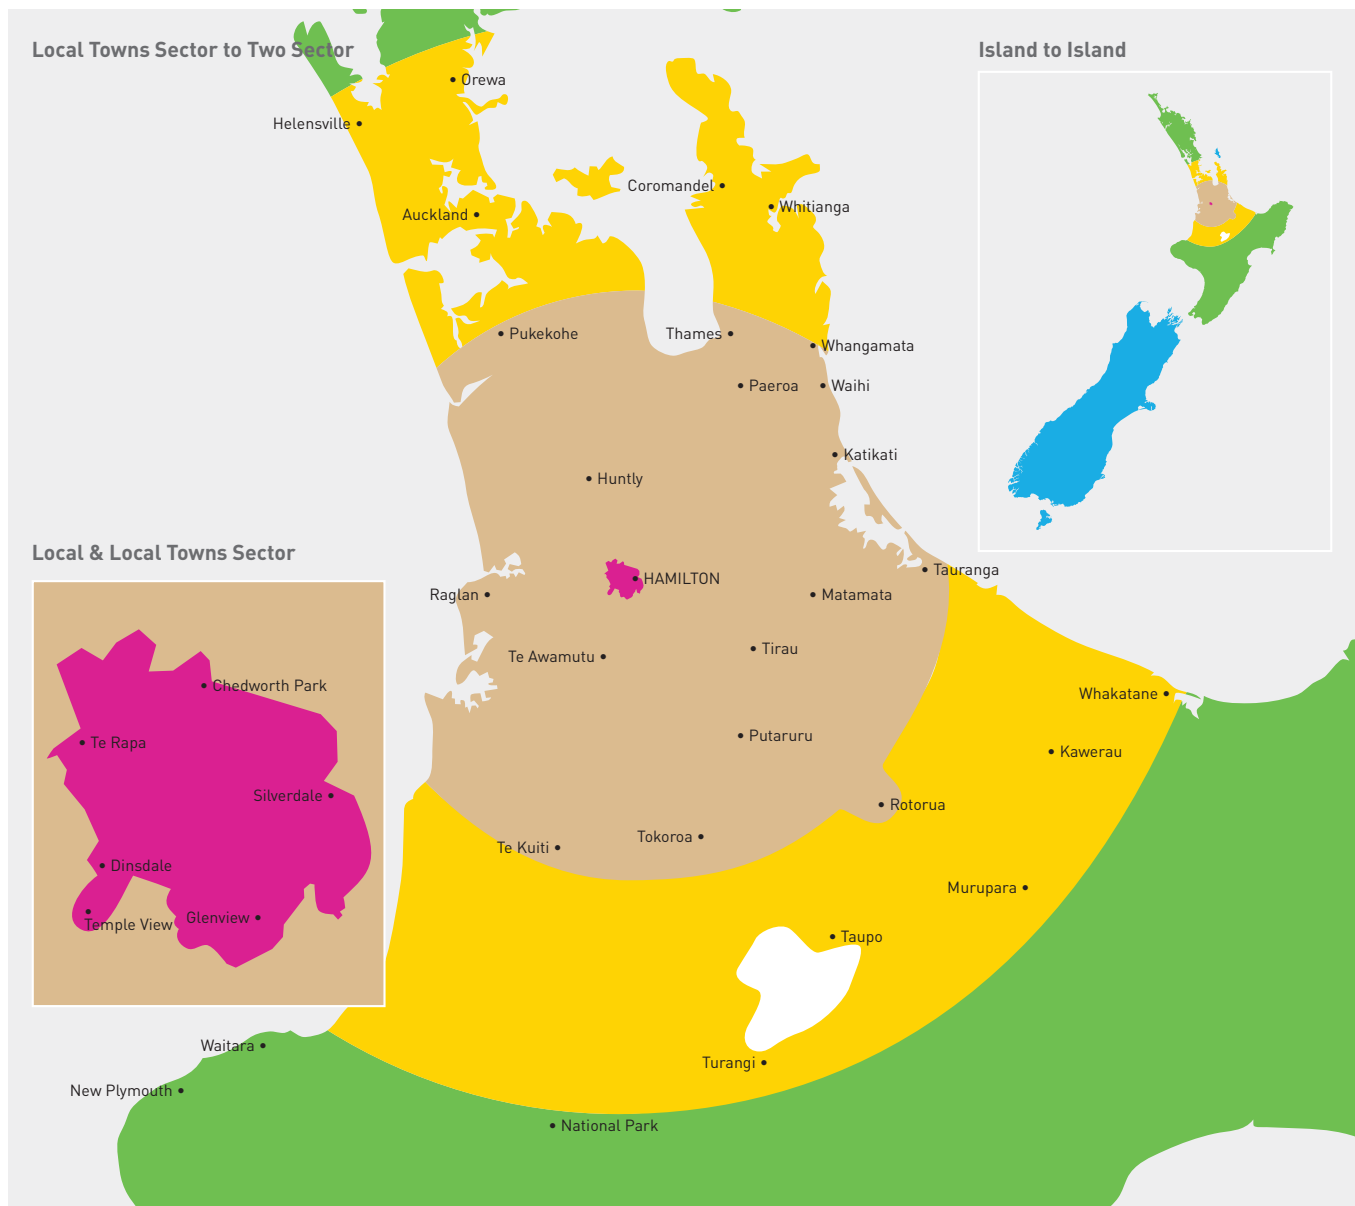 Local Towns Sector to Two Sector
Island to Island
Orewa
Helensville
Coromandel
Whitianga
Auckland
Pukekohe
Thames
Whangamata
Paeroa
Waihi
Katikati
Huntly
Local & Local Towns Sector
Tauranga
HAMILTON
Raglan
Matamata
Te Awamutu
Tirau
Chedworth Park
Whakatane
Te Rapa
Putaruru
Kawerau
Silverdale
Rotorua
Tokoroa
Te Kuiti
Dinsdale
Murupara
Glenview
Temple View
Taupo
Waitara
Turangi
New Plymouth
National Park